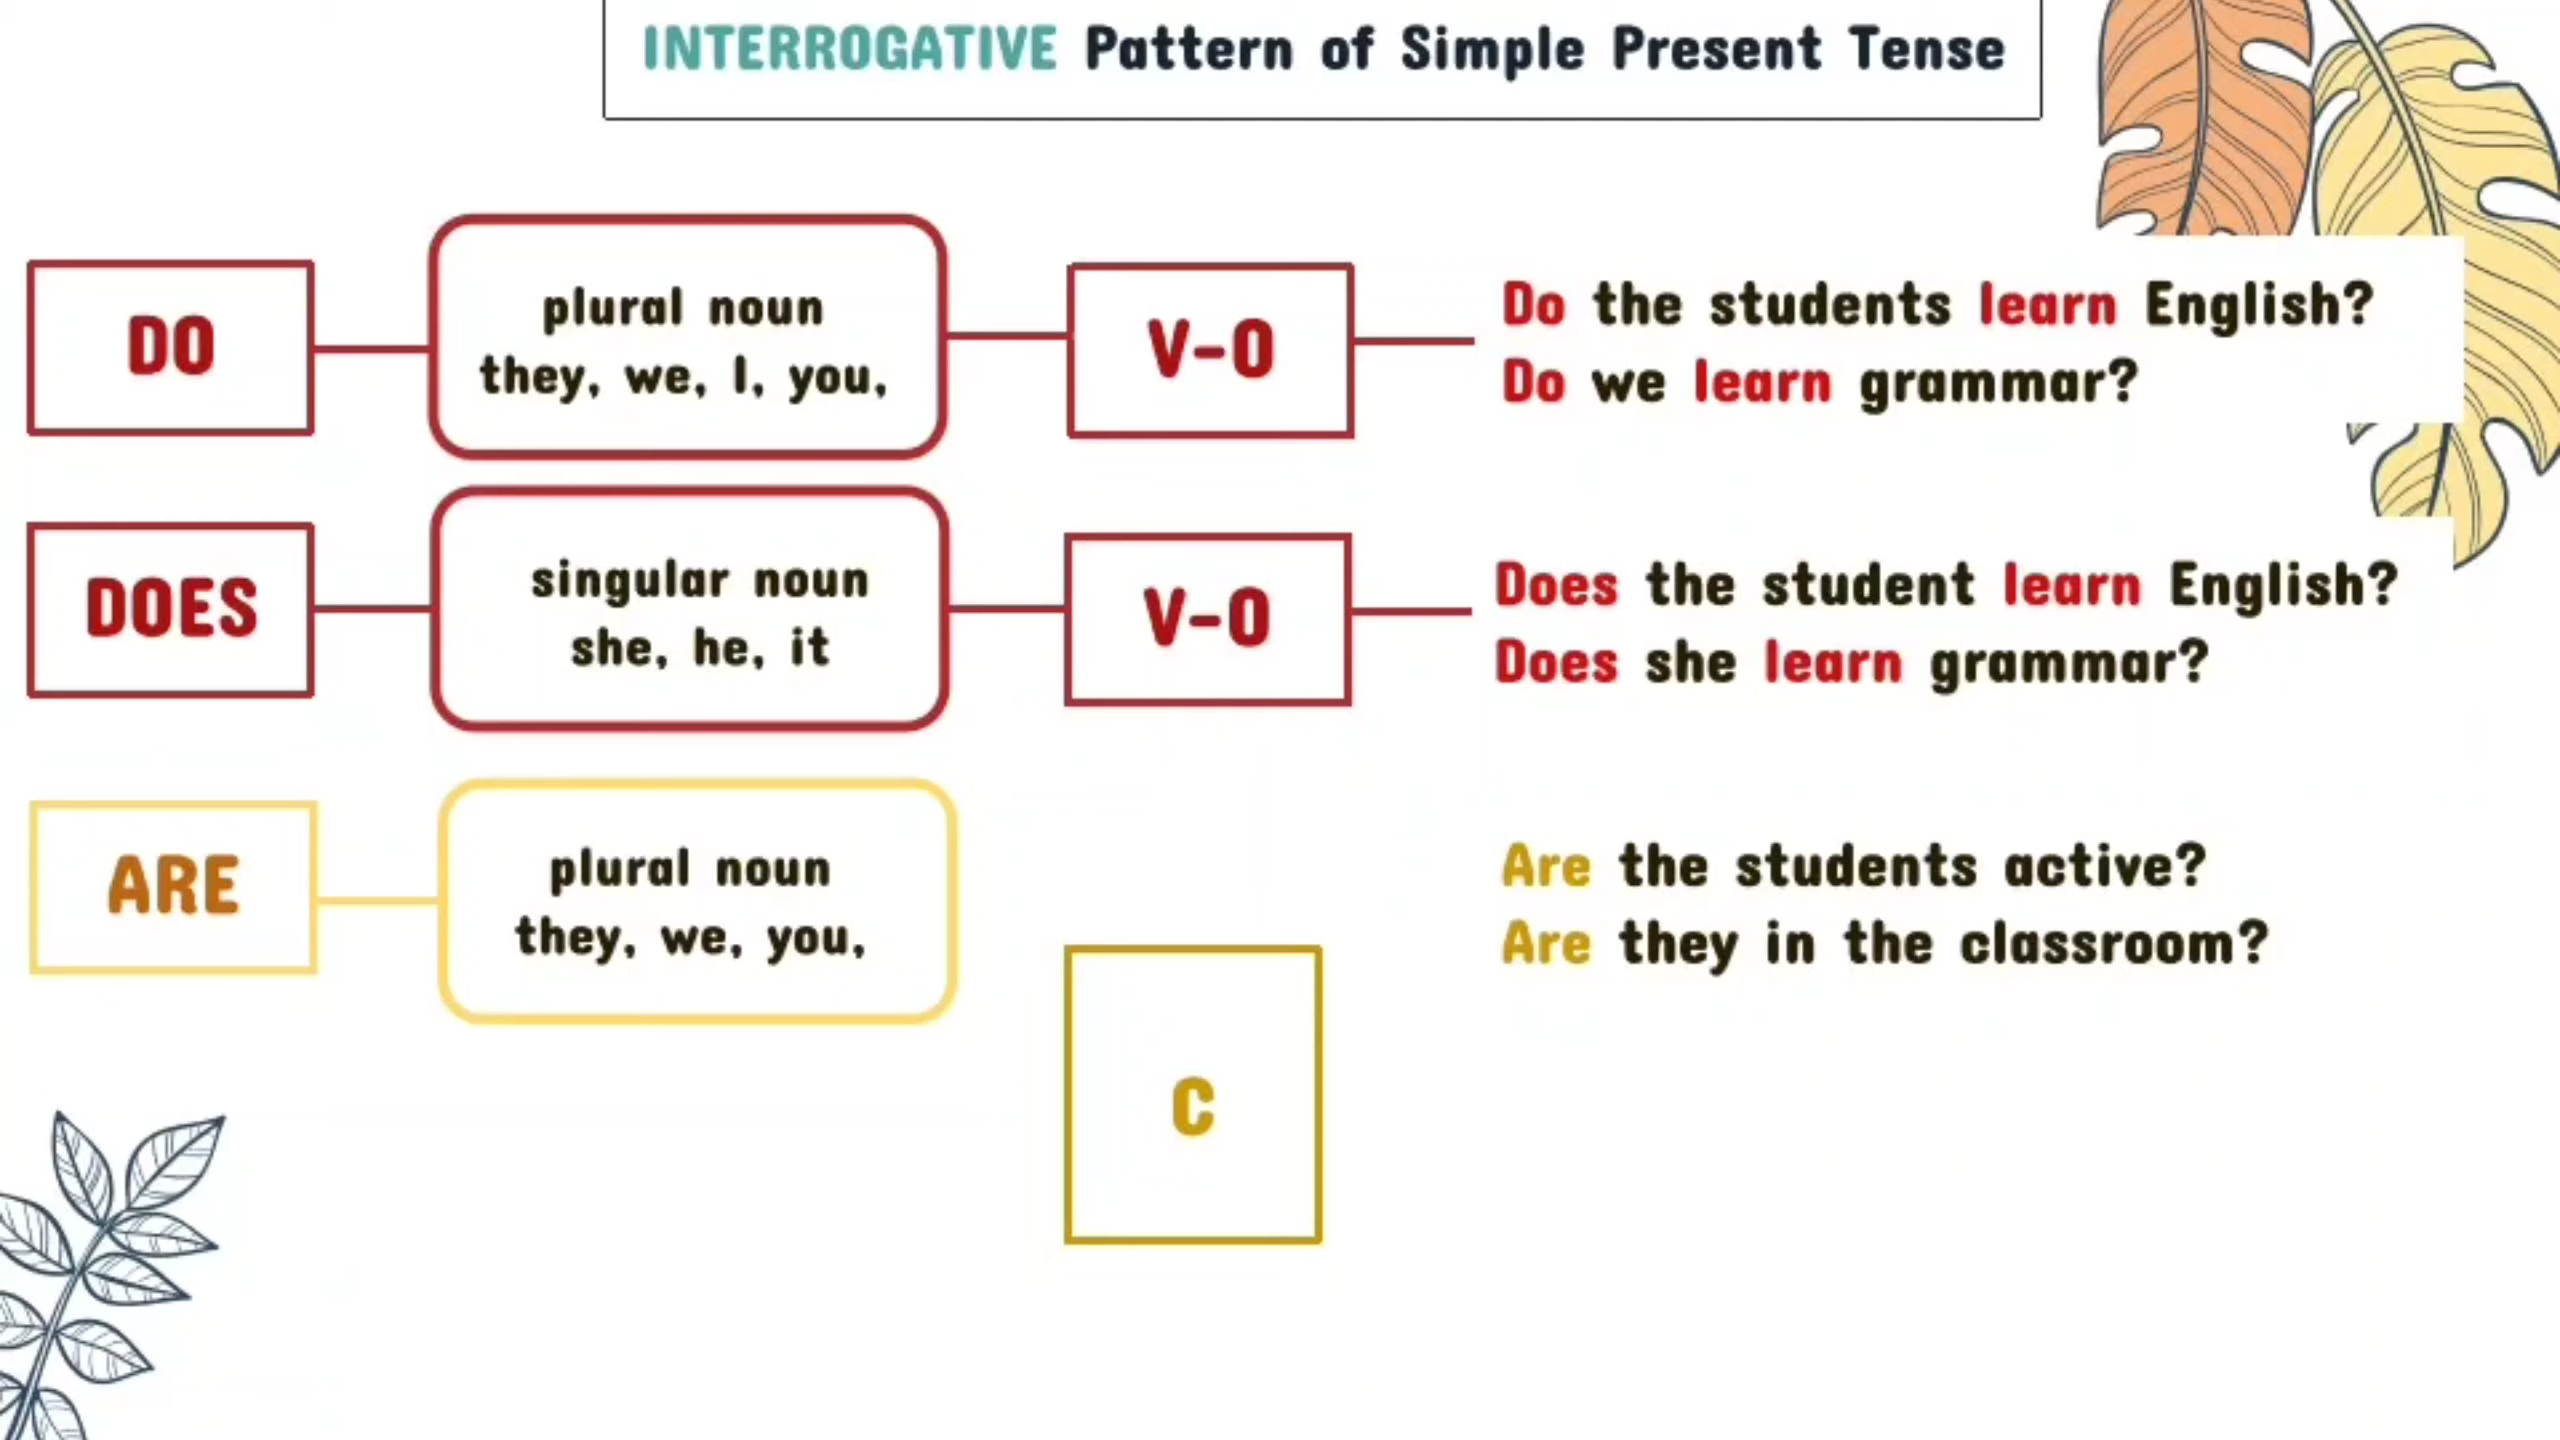 INTERROGATIVE Pattern of Simple Present Tense
DO
plural noun
they, we, I, you,
V-O
Do the students learn English?
Do we learn grammar?
DOES
singular noun
she, he, it
V-O
Does the student learn English?
Does she learn grammar?
ARE
plural noun
they, we, you,
Are the students active?
Are they in the classroom?
C